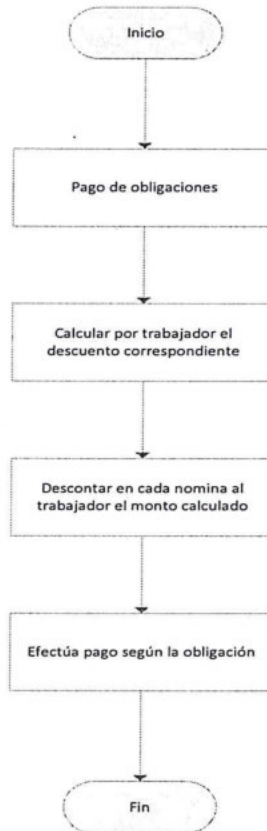 Inicio
Pago de obligaciones
Calcular por trabajador el
descuento correspondiente
Descontar en cada nomina al
trabajador el monto calculado
Efectúa pago según la obligación
Fin